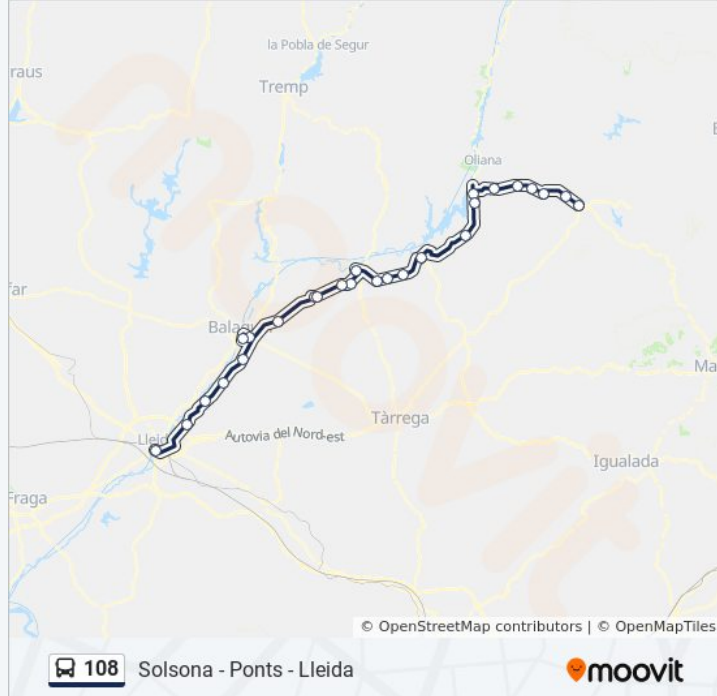 la Pobla de Segur
raus
Tremp
Oliana
far
Balag
Ma
Tàrrega
Lleid
Autovia del Nord-est
Igualada
Fraga
moovit
© OpenStreetMap contributors | © OpenMapTiles
108 Solsona - Ponts - Lleida
moovit